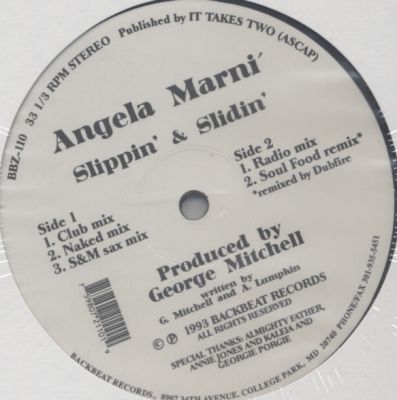 BBZ-110 33 1/3 RPM STEREO Published by IT TAKES TWO (ASCAP)
Angela Marni´
Slippin' & Slidin'
Side 1
1. Club mix
2. Naked mix
3. S&M sax mix
Side 2
1. Radio mix
2. Soul Food remix*
*remixed by Dubfire
Produced by
George Mitchell
written by
G. Mitchell and A. Lumpkin
© ℗ 1993 BACKBEAT RECORDS
ALL RIGHTS RESERVED
SPECIAL THANKS: ALMIGHTY FATHER,
ANNIE JONES AND KALEIA AND
GEORGIE PORGIE
BACKBEAT RECORDS, 8907 34TH AVENUE, COLLEGE PARK, MD 20740 PHONE/FAX 301-935-5451